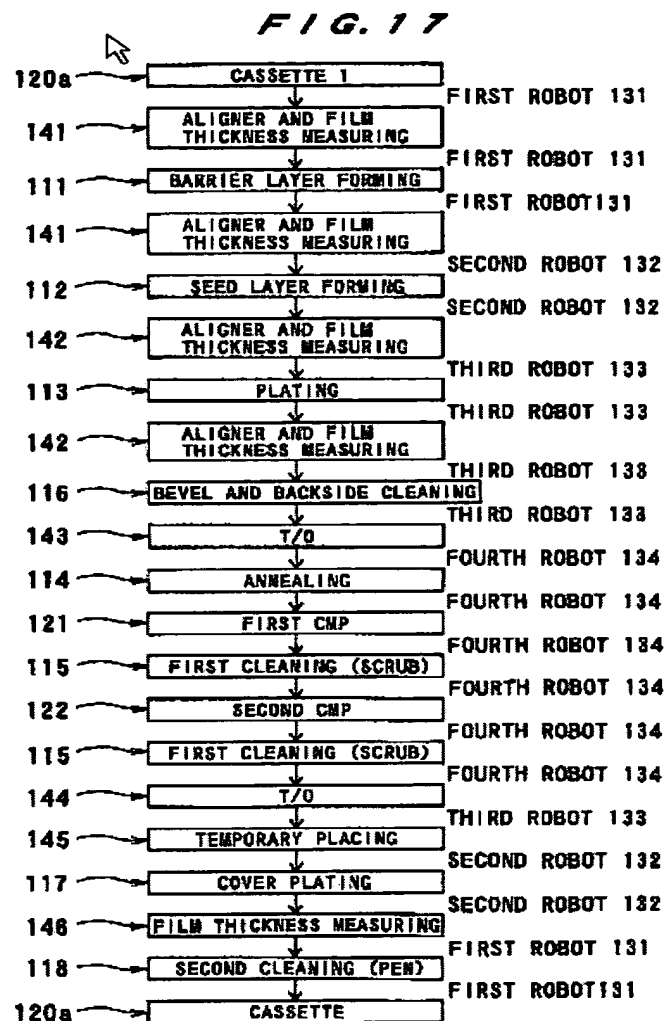 FIG. 17
120a CASSETTE 1
FIRST ROBOT 131
141 ALIGNER AND FILM
THICKNESS MEASURING
FIRST ROBOT 131
111 BARRIER LAYER FORMING
FIRST ROBOT131
141 ALIGNER AND FILM
THICKNESS MEASURING
SECOND ROBOT 132
112 SEED LAYER FORMING
SECOND ROBOT 132
142 ALIGNER AND FILM
THICKNESS MEASURING
THIRD ROBOT 133
113 PLATING
THIRD ROBOT 133
142 ALIGNER AND FILM
THICKNESS MEASURING
THIRD ROBOT 133
116 BEVEL AND BACKSIDE CLEANING
THIRD ROBOT 133
143 T/O
FOURTH ROBOT 134
114 ANNEALING
FOURTH ROBOT 134
121 FIRST CMP
FOURTH ROBOT 134
115 FIRST CLEANING (SCRUB)
FOURTH ROBOT 134
122 SECOND CMP
FOURTH ROBOT 134
115 FIRST CLEANING (SCRUB)
FOURTH ROBOT 134
144 T/O
THIRD ROBOT 133
145 TEMPORARY PLACING
SECOND ROBOT 132
117 COVER PLATING
SECOND ROBOT 132
146 FILM THICKNESS MEASURING
FIRST ROBOT 131
118 SECOND CLEANING (PEN)
FIRST ROBOT131
120a CASSETTE